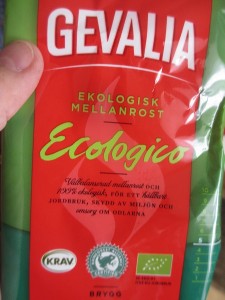 GEVALIA
EKOLOGISK
MELLANROST
Ecologico
Välbalanserad mellanrost OCH
100% ekologisk, FÖR ETT hållbart
JORDBRUK, SKYDD AV MILJÖN OCH
omsorg OM ODLARNA
KRAV
BRYGG